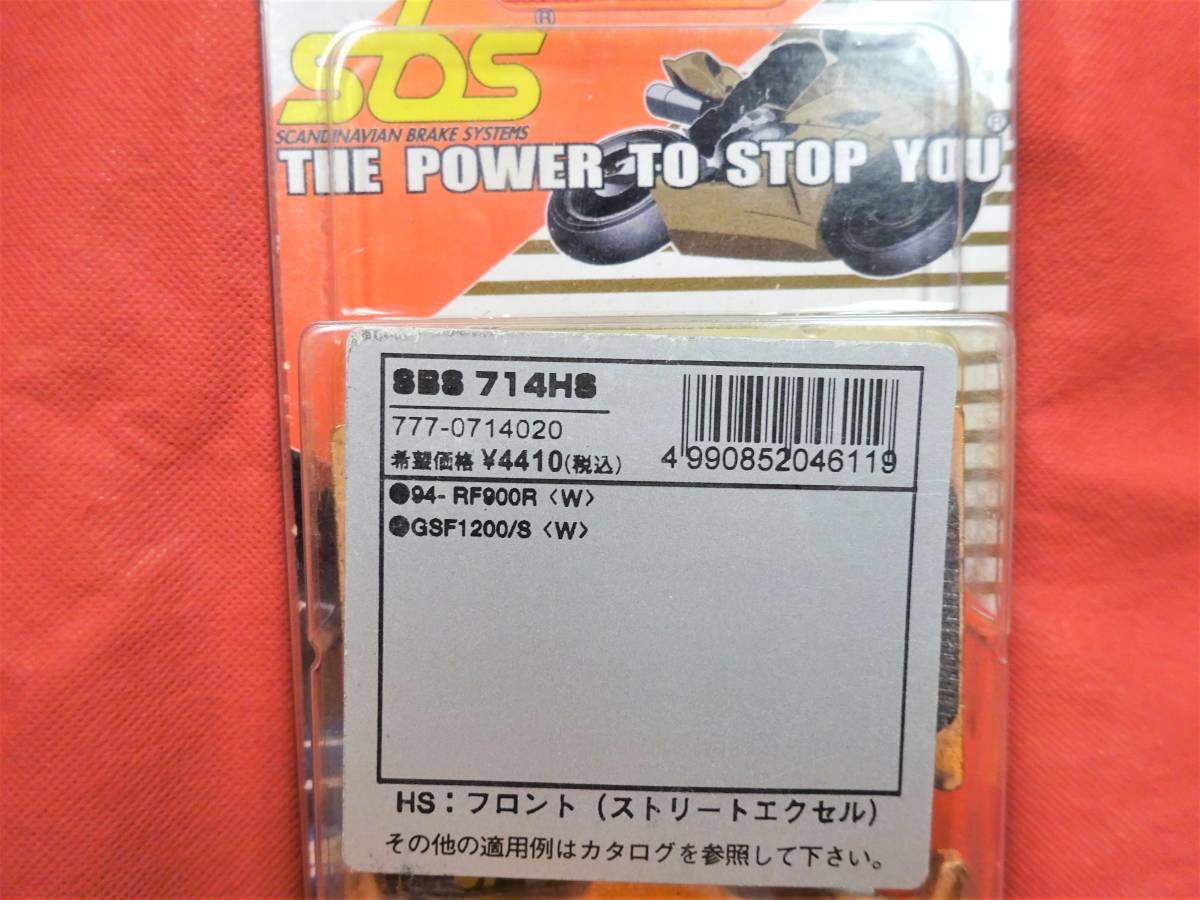 sbs ®
SCANDINAVIAN BRAKE SYSTEMS
THE POWER TO STOP YOU ®
SBS 714HS
777-0714020
希望価格 ¥4410(税込)
4 990852 046119
●94- RF900R 〈W〉
●GSF1200/S 〈W〉
HS：フロント（ストリートエクセル）
その他の適用例はカタログを参照して下さい。